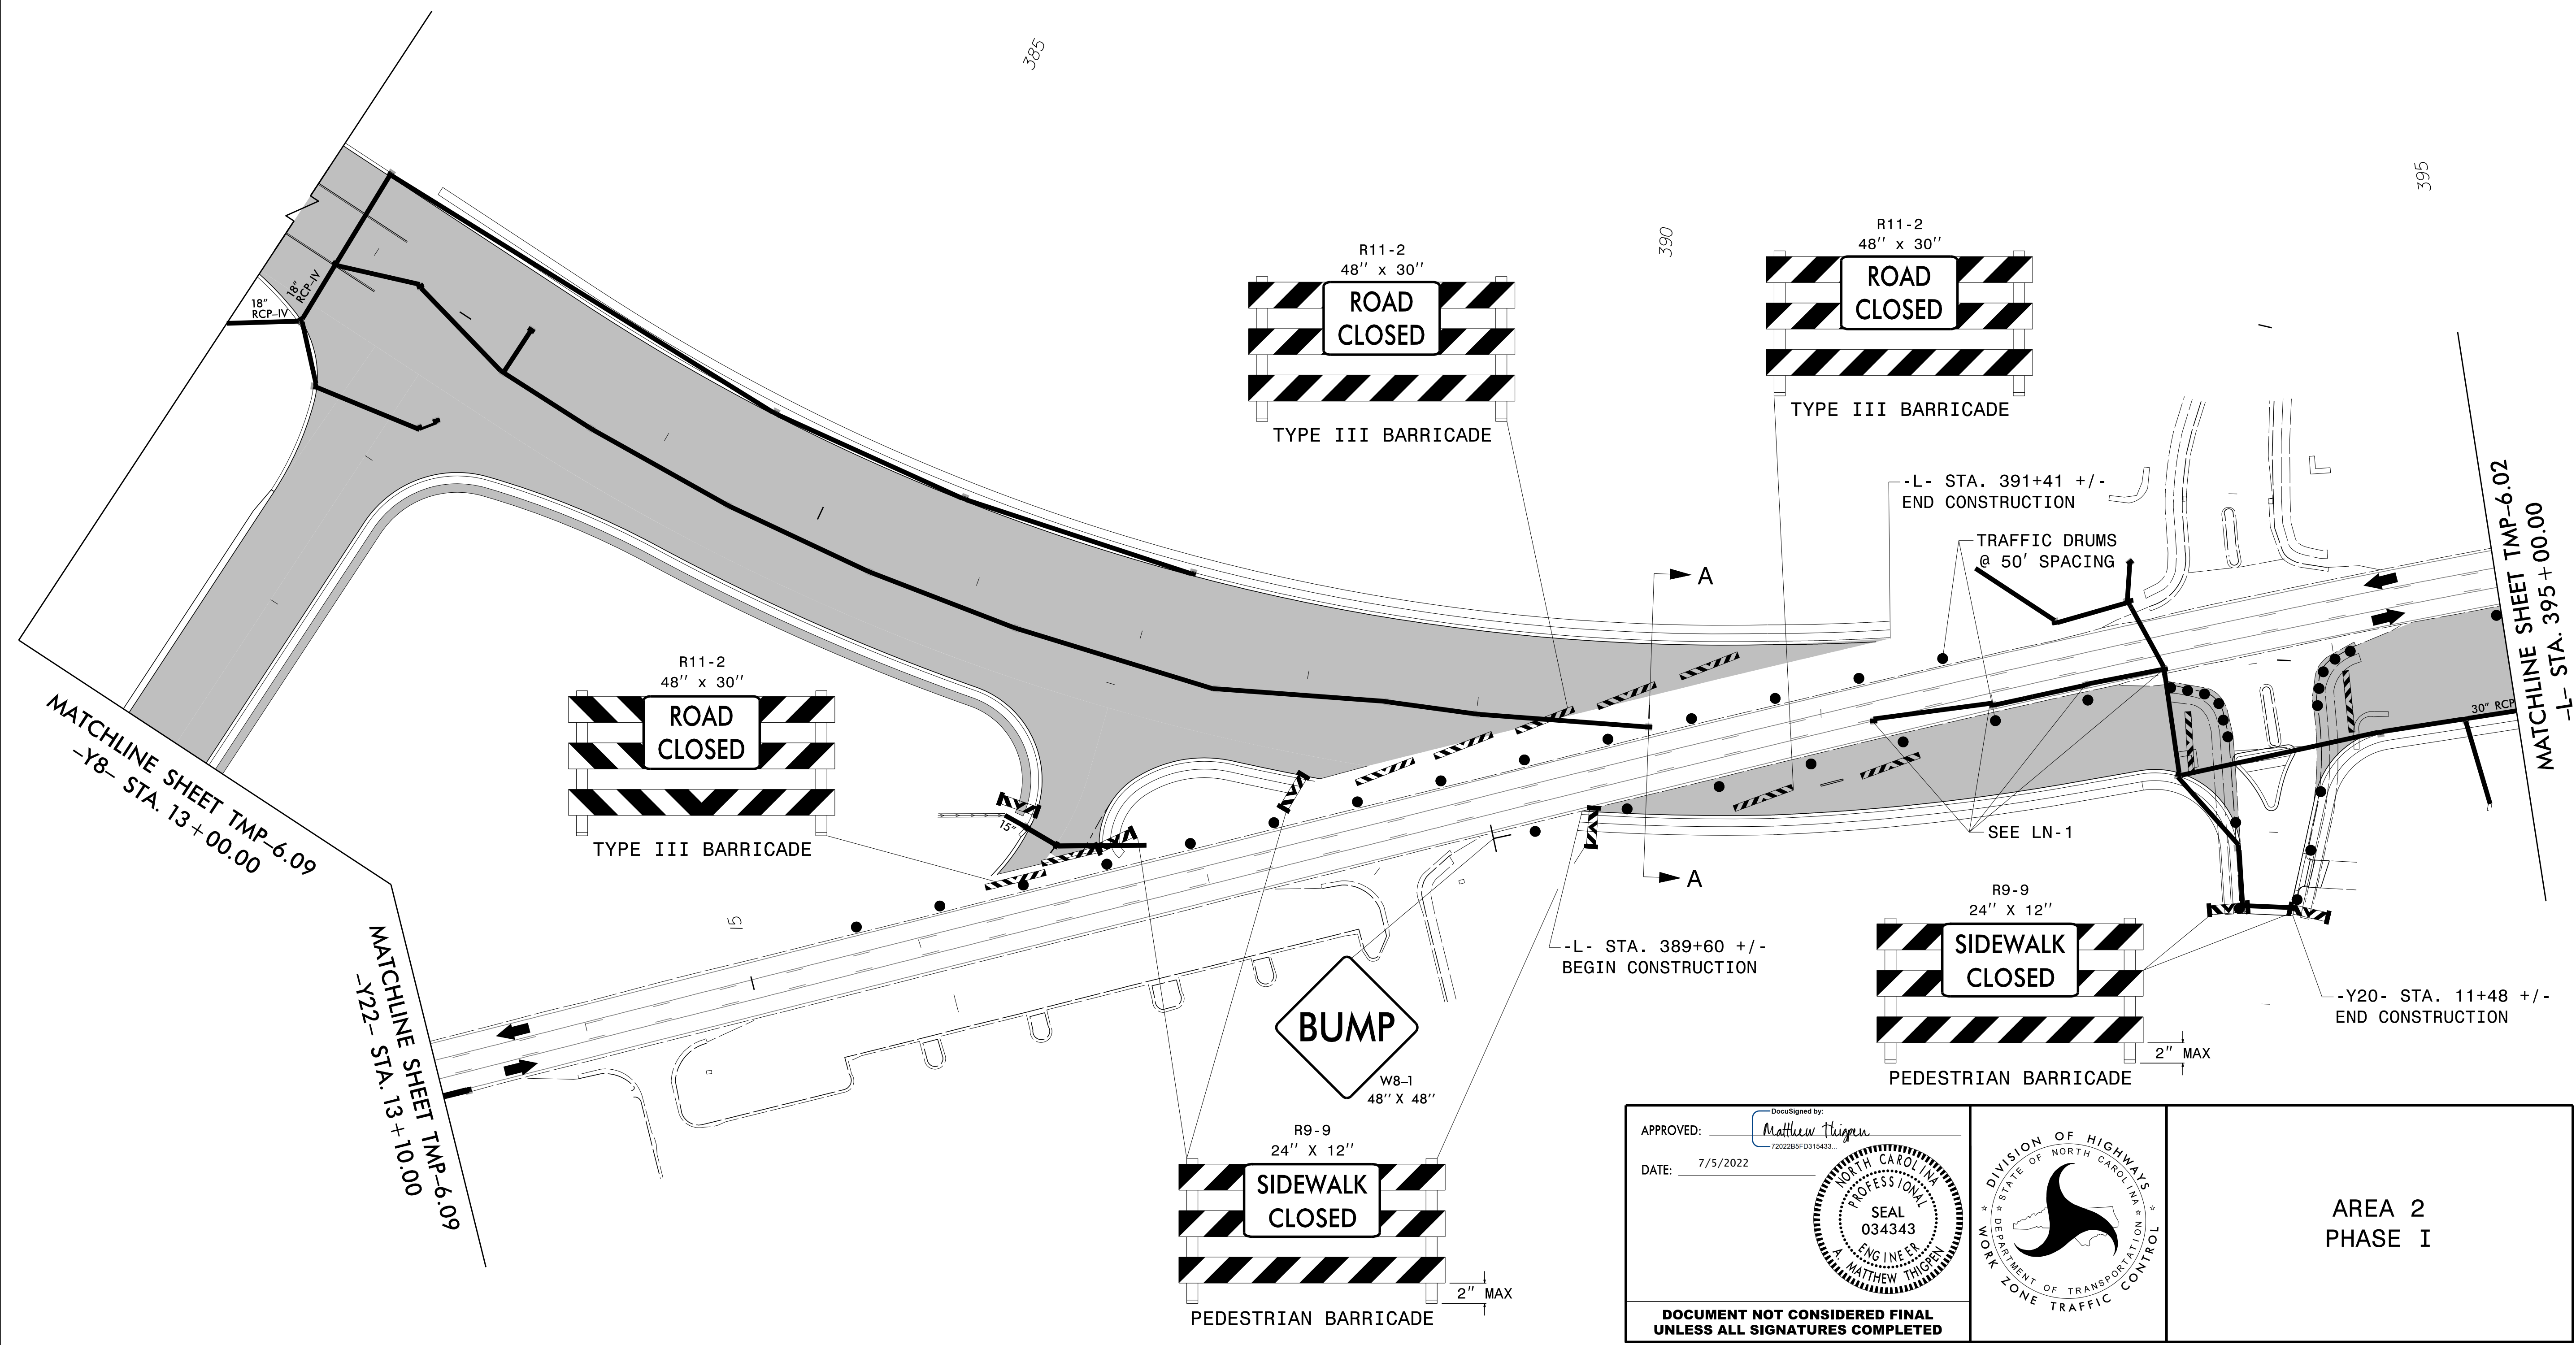 385
395
390
R11-2
48'' x 30''
ROAD
CLOSED
TYPE III BARRICADE
R11-2
48'' x 30''
ROAD
CLOSED
TYPE III BARRICADE
18"
RCP-IV
18"
RCP-IV
-L- STA. 391+41 +/-
END CONSTRUCTION
TRAFFIC DRUMS
@ 50' SPACING
A
A
MATCHLINE SHEET TMP-6.02
-L- STA. 395+00.00
30" RCP
R11-2
48'' x 30''
ROAD
CLOSED
TYPE III BARRICADE
15"
SEE LN-1
MATCHLINE SHEET TMP-6.09
-Y8- STA. 13+00.00
15
MATCHLINE SHEET TMP-6.09
-Y22- STA. 13+10.00
-L- STA. 389+60 +/-
BEGIN CONSTRUCTION
R9-9
24'' X 12''
SIDEWALK
CLOSED
2" MAX
PEDESTRIAN BARRICADE
-Y20- STA. 11+48 +/-
END CONSTRUCTION
BUMP
W8-1
48" X 48"
R9-9
24'' X 12''
SIDEWALK
CLOSED
2" MAX
PEDESTRIAN BARRICADE
APPROVED:
DocuSigned by:
Matthew Thigpen
72022B5FD315433...
DATE: 7/5/2022
NORTH CAROLINA
PROFESSIONAL
SEAL
034343
ENGINEER
A. MATTHEW THIGPEN
DOCUMENT NOT CONSIDERED FINAL
UNLESS ALL SIGNATURES COMPLETED
DIVISION OF HIGHWAYS
STATE OF NORTH CAROLINA
DEPARTMENT OF TRANSPORTATION
WORK ZONE TRAFFIC CONTROL
AREA 2
PHASE I